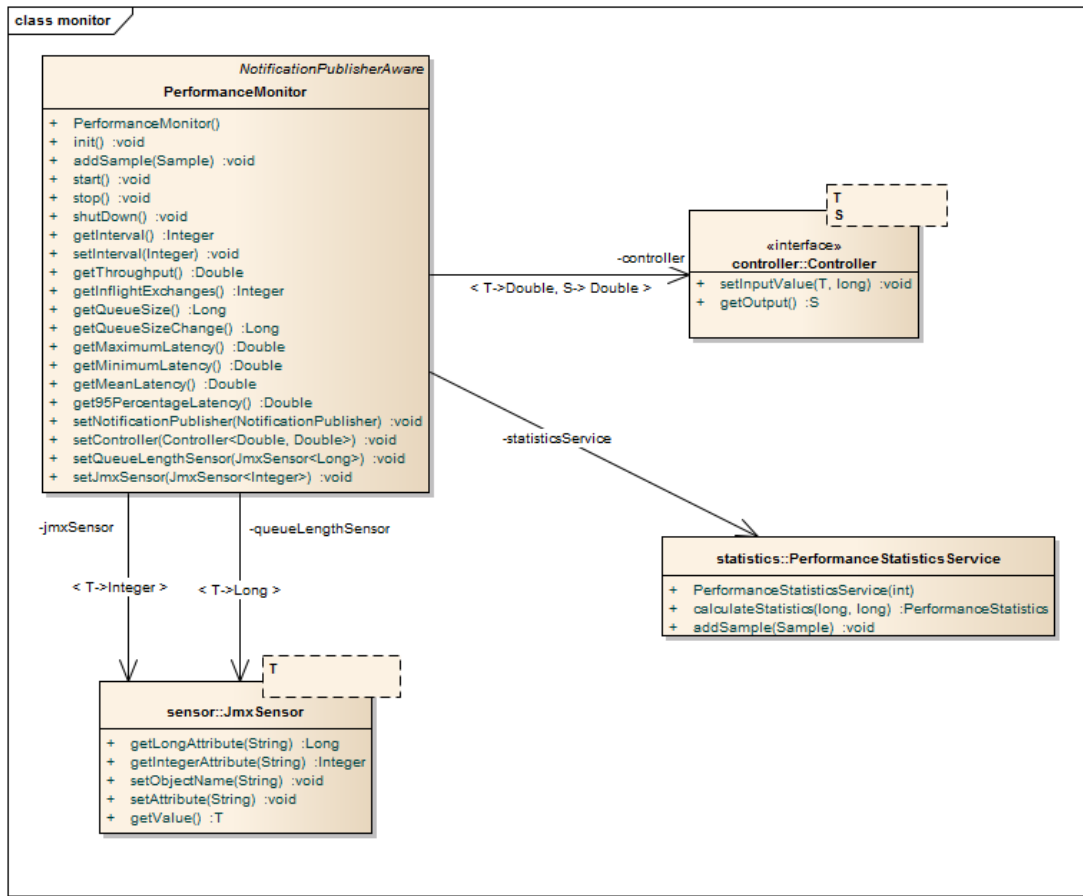 class monitor
NotificationPublisherAware
PerformanceMonitor
+ PerformanceMonitor()
+ init() :void
+ addSample(Sample) :void
+ start() :void
+ stop() :void
+ shutDown() :void
+ getInterval() :Integer
+ setInterval(Integer) :void
+ getThroughput() :Double
+ getInflightExchanges() :Integer
+ getQueueSize() :Long
+ getQueueSizeChange() :Long
+ getMaximumLatency() :Double
+ getMinimumLatency() :Double
+ getMeanLatency() :Double
+ get95PercentageLatency() :Double
+ setNotificationPublisher(NotificationPublisher) :void
+ setController(Controller<Double, Double>) :void
+ setQueueLengthSensor(JmxSensor<Long>) :void
+ setJmxSensor(JmxSensor<Integer>) :void
-controller
< T->Double, S-> Double >
T
S
«interface»
controller::Controller
+ setInputValue(T, long) :void
+ getOutput() :S
-statisticsService
statistics::PerformanceStatisticsService
+ PerformanceStatisticsService(int)
+ calculateStatistics(long, long) :PerformanceStatistics
+ addSample(Sample) :void
-jmxSensor
-queueLengthSensor
< T->Integer >
< T->Long >
T
sensor::JmxSensor
+ getLongAttribute(String) :Long
+ getIntegerAttribute(String) :Integer
+ setObjectName(String) :void
+ setAttribute(String) :void
+ getValue() :T